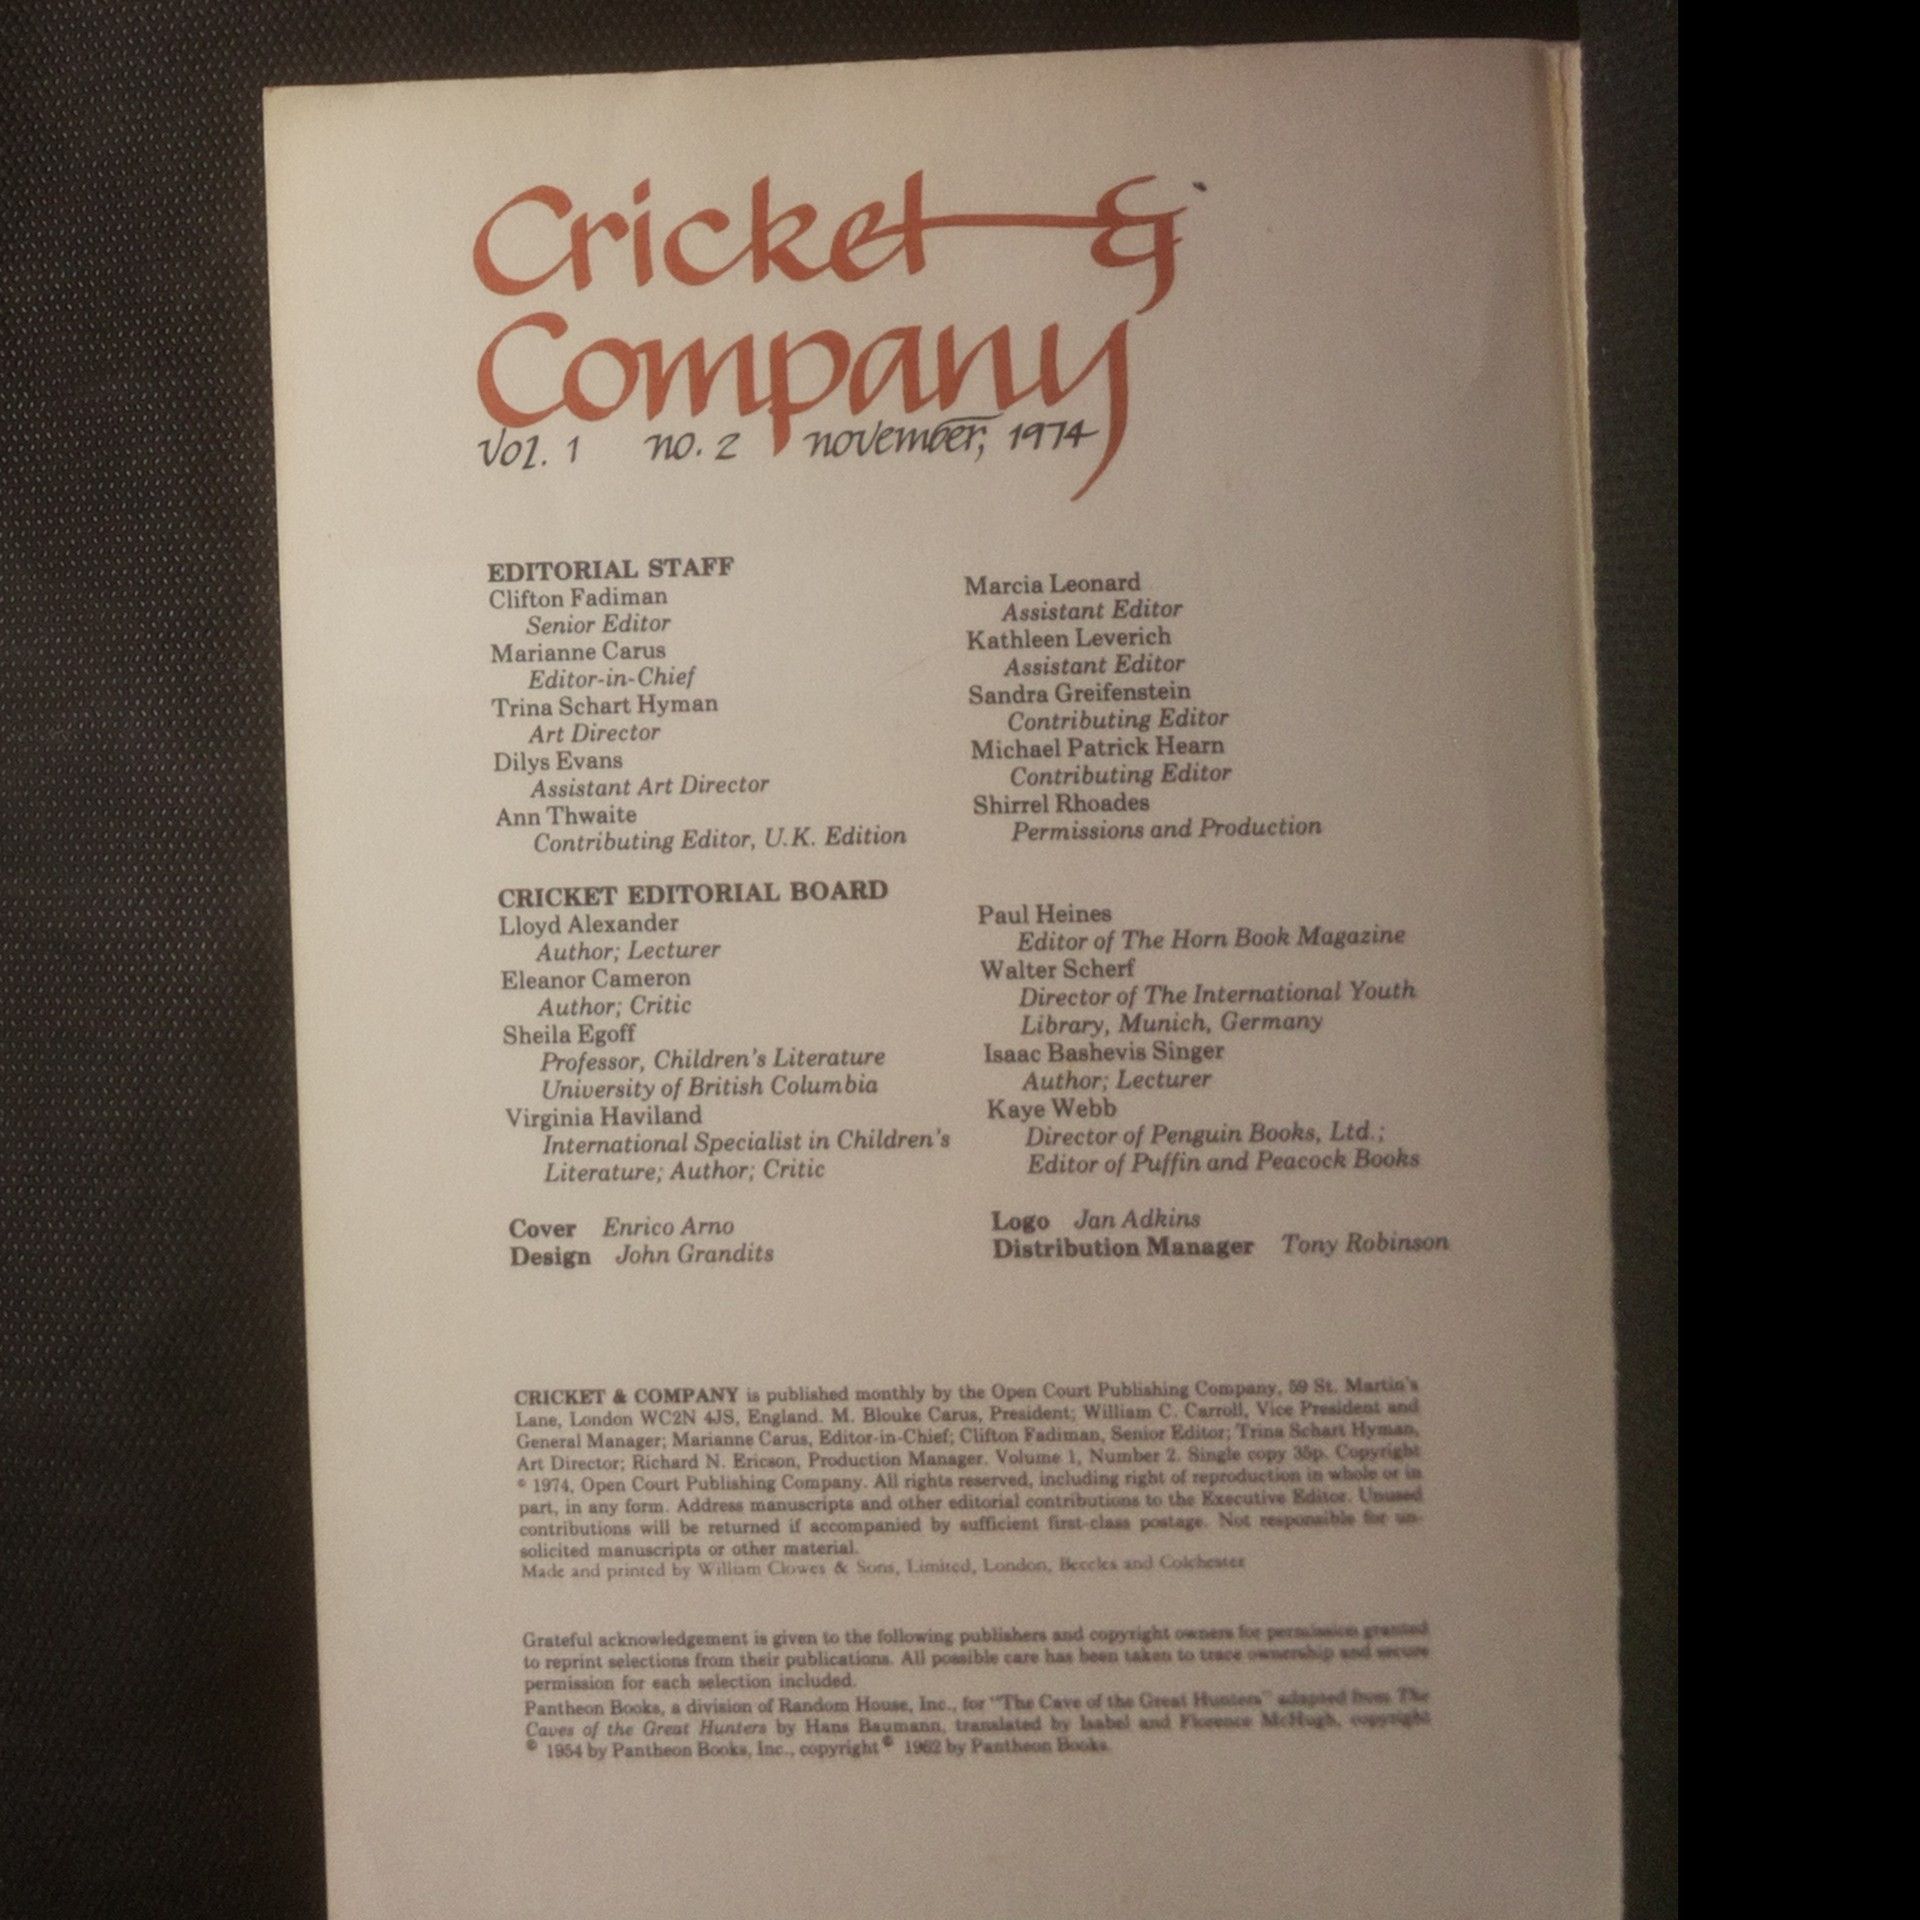 Cricket &
Company
Vol. 1 no. 2 november, 1974
EDITORIAL STAFF
Clifton Fadiman
Senior Editor
Marianne Carus
Editor-in-Chief
Trina Schart Hyman
Art Director
Dilys Evans
Assistant Art Director
Ann Thwaite
Contributing Editor, U.K. Edition
Marcia Leonard
Assistant Editor
Kathleen Leverich
Assistant Editor
Sandra Greifenstein
Contributing Editor
Michael Patrick Hearn
Contributing Editor
Shirrel Rhoades
Permissions and Production
CRICKET EDITORIAL BOARD
Lloyd Alexander
Author; Lecturer
Eleanor Cameron
Author; Critic
Sheila Egoff
Professor, Children's Literature
University of British Columbia
Virginia Haviland
International Specialist in Children's
Literature; Author; Critic
Paul Heines
Editor of The Horn Book Magazine
Walter Scherf
Director of The International Youth
Library, Munich, Germany
Isaac Bashevis Singer
Author; Lecturer
Kaye Webb
Director of Penguin Books, Ltd.;
Editor of Puffin and Peacock Books
Cover Enrico Arno
Design John Grandits
Logo Jan Adkins
Distribution Manager Tony Robinson
CRICKET & COMPANY is published monthly by the Open Court Publishing Company, 59 St. Martin's
Lane, London WC2N 4JS, England. M. Blouke Carus, President; William C. Carroll, Vice President and
General Manager; Marianne Carus, Editor-in-Chief; Clifton Fadiman, Senior Editor; Trina Schart Hyman,
Art Director; Richard N. Ericson, Production Manager. Volume 1, Number 2. Single copy 35p. Copyright
© 1974, Open Court Publishing Company. All rights reserved, including right of reproduction in whole or in
part, in any form. Address manuscripts and other editorial contributions to the Executive Editor. Unused
contributions will be returned if accompanied by sufficient first-class postage. Not responsible for un-
solicited manuscripts or other material.
Made and printed by William Clowes & Sons, Limited, London, Beccles and Colchester
Grateful acknowledgement is given to the following publishers and copyright owners for permission granted
to reprint selections from their publications. All possible care has been taken to trace ownership and secure
permission for each selection included.
Pantheon Books, a division of Random House, Inc., for "The Cave of the Great Hunters" adapted from The
Caves of the Great Hunters by Hans Baumann, translated by Isabel and Florence McHugh, copyright
© 1954 by Pantheon Books, Inc., copyright © 1962 by Pantheon Books.